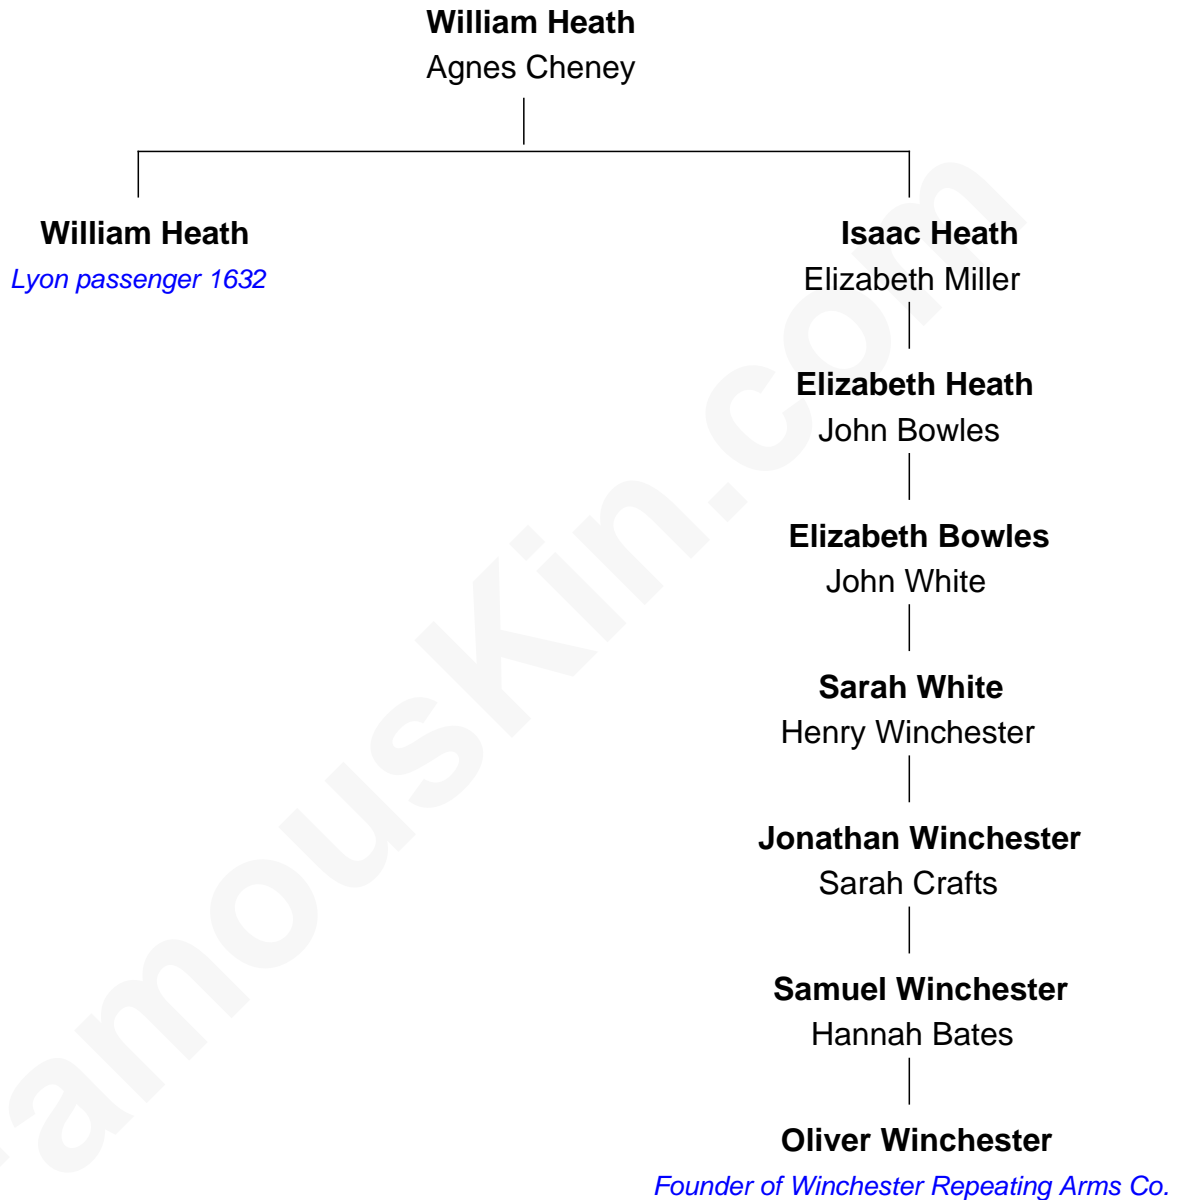 William Heath
Agnes Cheney
William Heath
Lyon passenger 1632
Isaac Heath
Elizabeth Miller
Elizabeth Heath
John Bowles
Elizabeth Bowles
John White
Sarah White
Henry Winchester
Jonathan Winchester
Sarah Crafts
Samuel Winchester
Hannah Bates
Oliver Winchester
Founder of Winchester Repeating Arms Co.
FamousKin.com